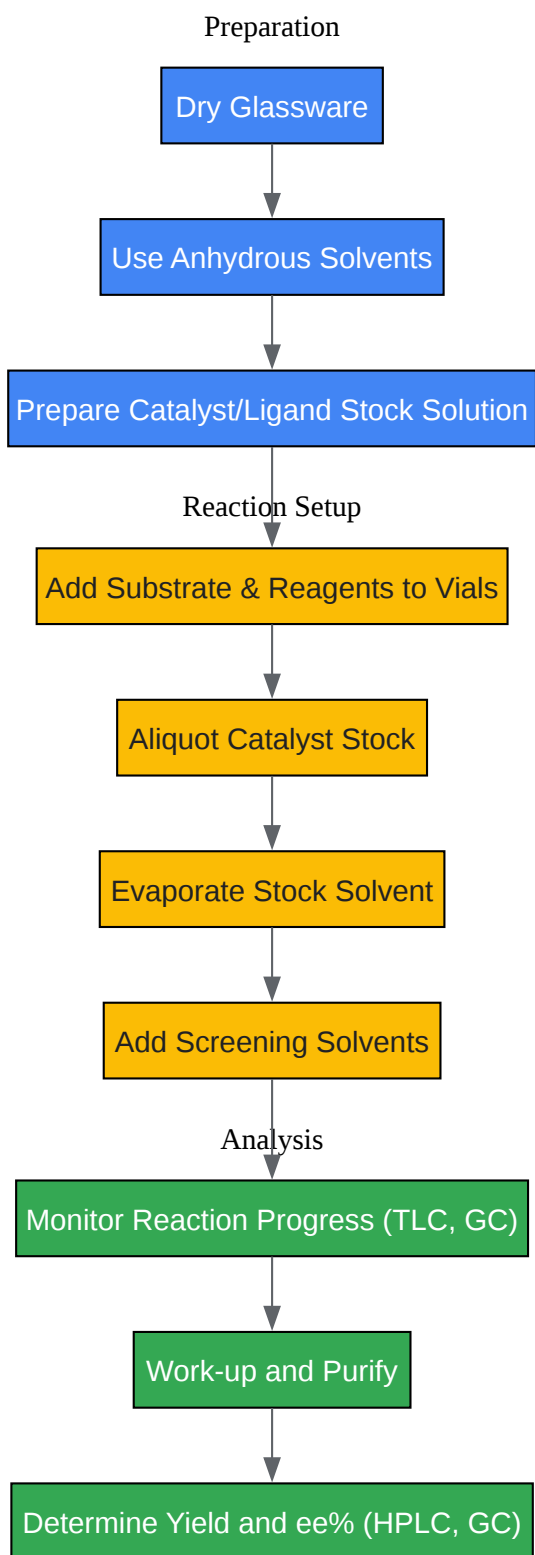 Preparation
Dry Glassware
Use Anhydrous Solvents
Prepare Catalyst/Ligand Stock Solution
Reaction Setup
Add Substrate & Reagents to Vials
Aliquot Catalyst Stock
Evaporate Stock Solvent
Add Screening Solvents
Analysis
Monitor Reaction Progress (TLC, GC)
Work-up and Purify
Determine Yield and ee% (HPLC, GC)